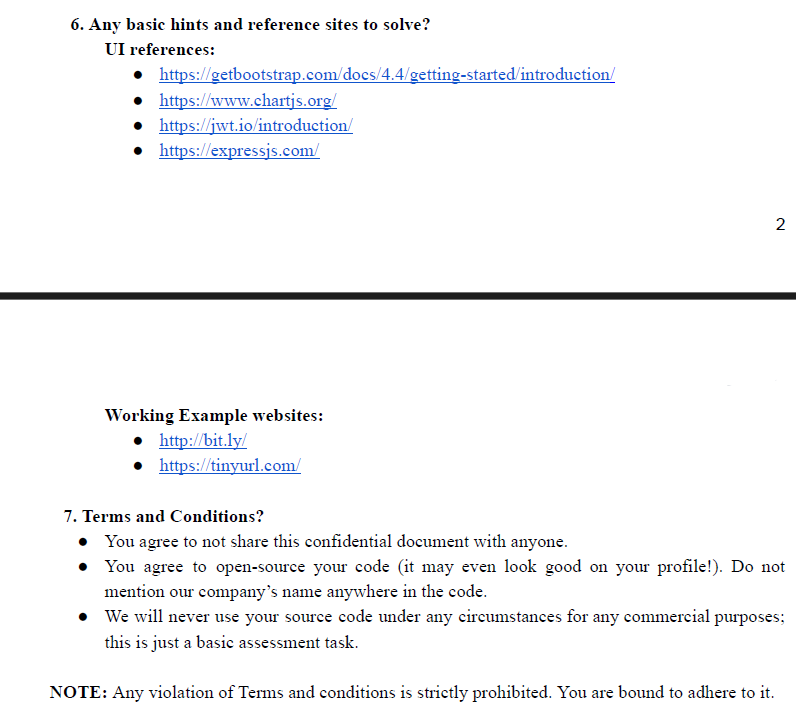 6. Any basic hints and reference sites to solve?
UI references:
● https://getbootstrap.com/docs/4.4/getting-started/introduction/
● https://www.chartjs.org/
● https://jwt.io/introduction/
● https://expressjs.com/
2
Working Example websites:
● http://bit.ly/
● https://tinyurl.com/
7. Terms and Conditions?
● You agree to not share this confidential document with anyone.
● You agree to open-source your code (it may even look good on your profile!). Do not
mention our company's name anywhere in the code.
● We will never use your source code under any circumstances for any commercial purposes;
this is just a basic assessment task.
NOTE: Any violation of Terms and conditions is strictly prohibited. You are bound to adhere to it.